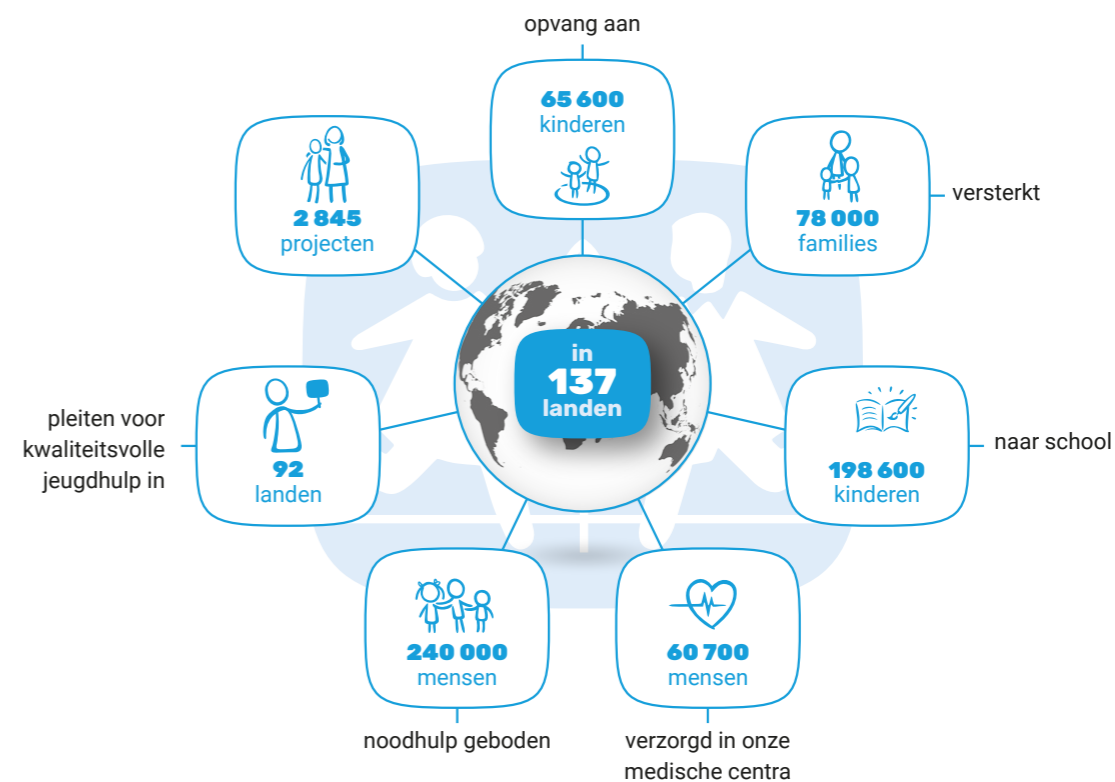 opvang aan
65 600
kinderen
2 845
projecten
78 000
families
versterkt
in
137
landen
pleiten voor
kwaliteitsvolle
jeugdhulp in
92
landen
198 600
kinderen
naar school
240 000
mensen
noodhulp geboden
60 700
mensen
verzorgd in onze
medische centra